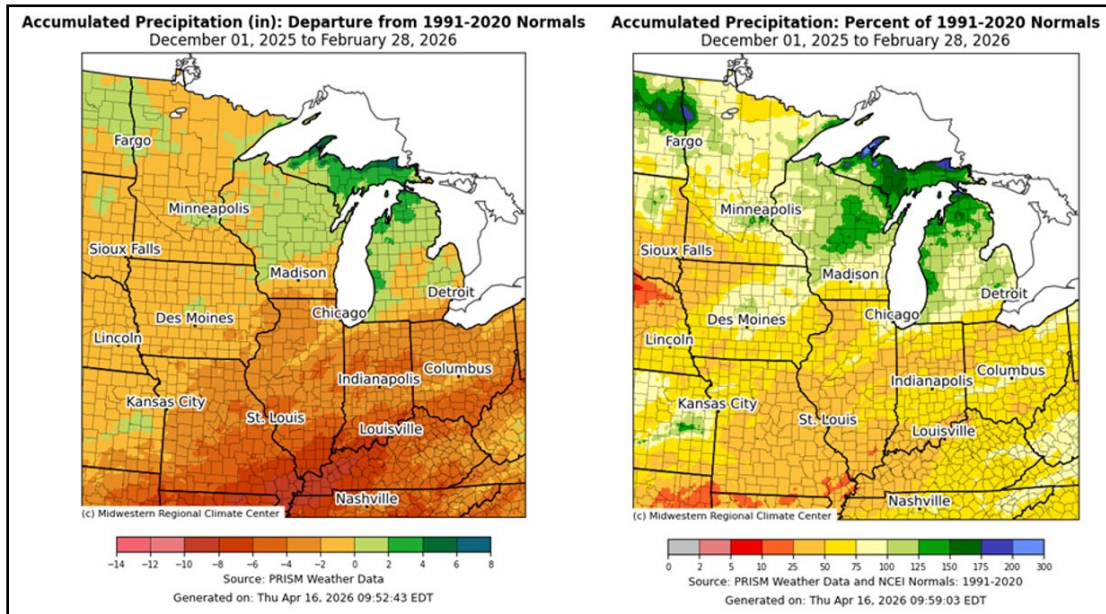 Accumulated Precipitation (in): Departure from 1991-2020 Normals
December 01, 2025 to February 28, 2026
Fargo
Minneapolis
Sioux Falls
Madison
Detroit
Chicago
Des Moines
Lincoln
Columbus
Indianapolis
Kansas City
St. Louis
Louisville
Nashville
(c) Midwestern Regional Climate Center
−14 −12 −10 −8 −6 −4 −2 0 2 4 6 8
Source: PRISM Weather Data
Generated on: Thu Apr 16, 2026 09:52:43 EDT
Accumulated Precipitation: Percent of 1991-2020 Normals
December 01, 2025 to February 28, 2026
Fargo
Minneapolis
Sioux Falls
Madison
Detroit
Chicago
Des Moines
Lincoln
Columbus
Indianapolis
Kansas City
St. Louis
Louisville
Nashville
(c) Midwestern Regional Climate Center
0 2 5 10 25 50 75 100 125 150 175 200 300
Source: PRISM Weather Data and NCEI Normals: 1991-2020
Generated on: Thu Apr 16, 2026 09:59:03 EDT